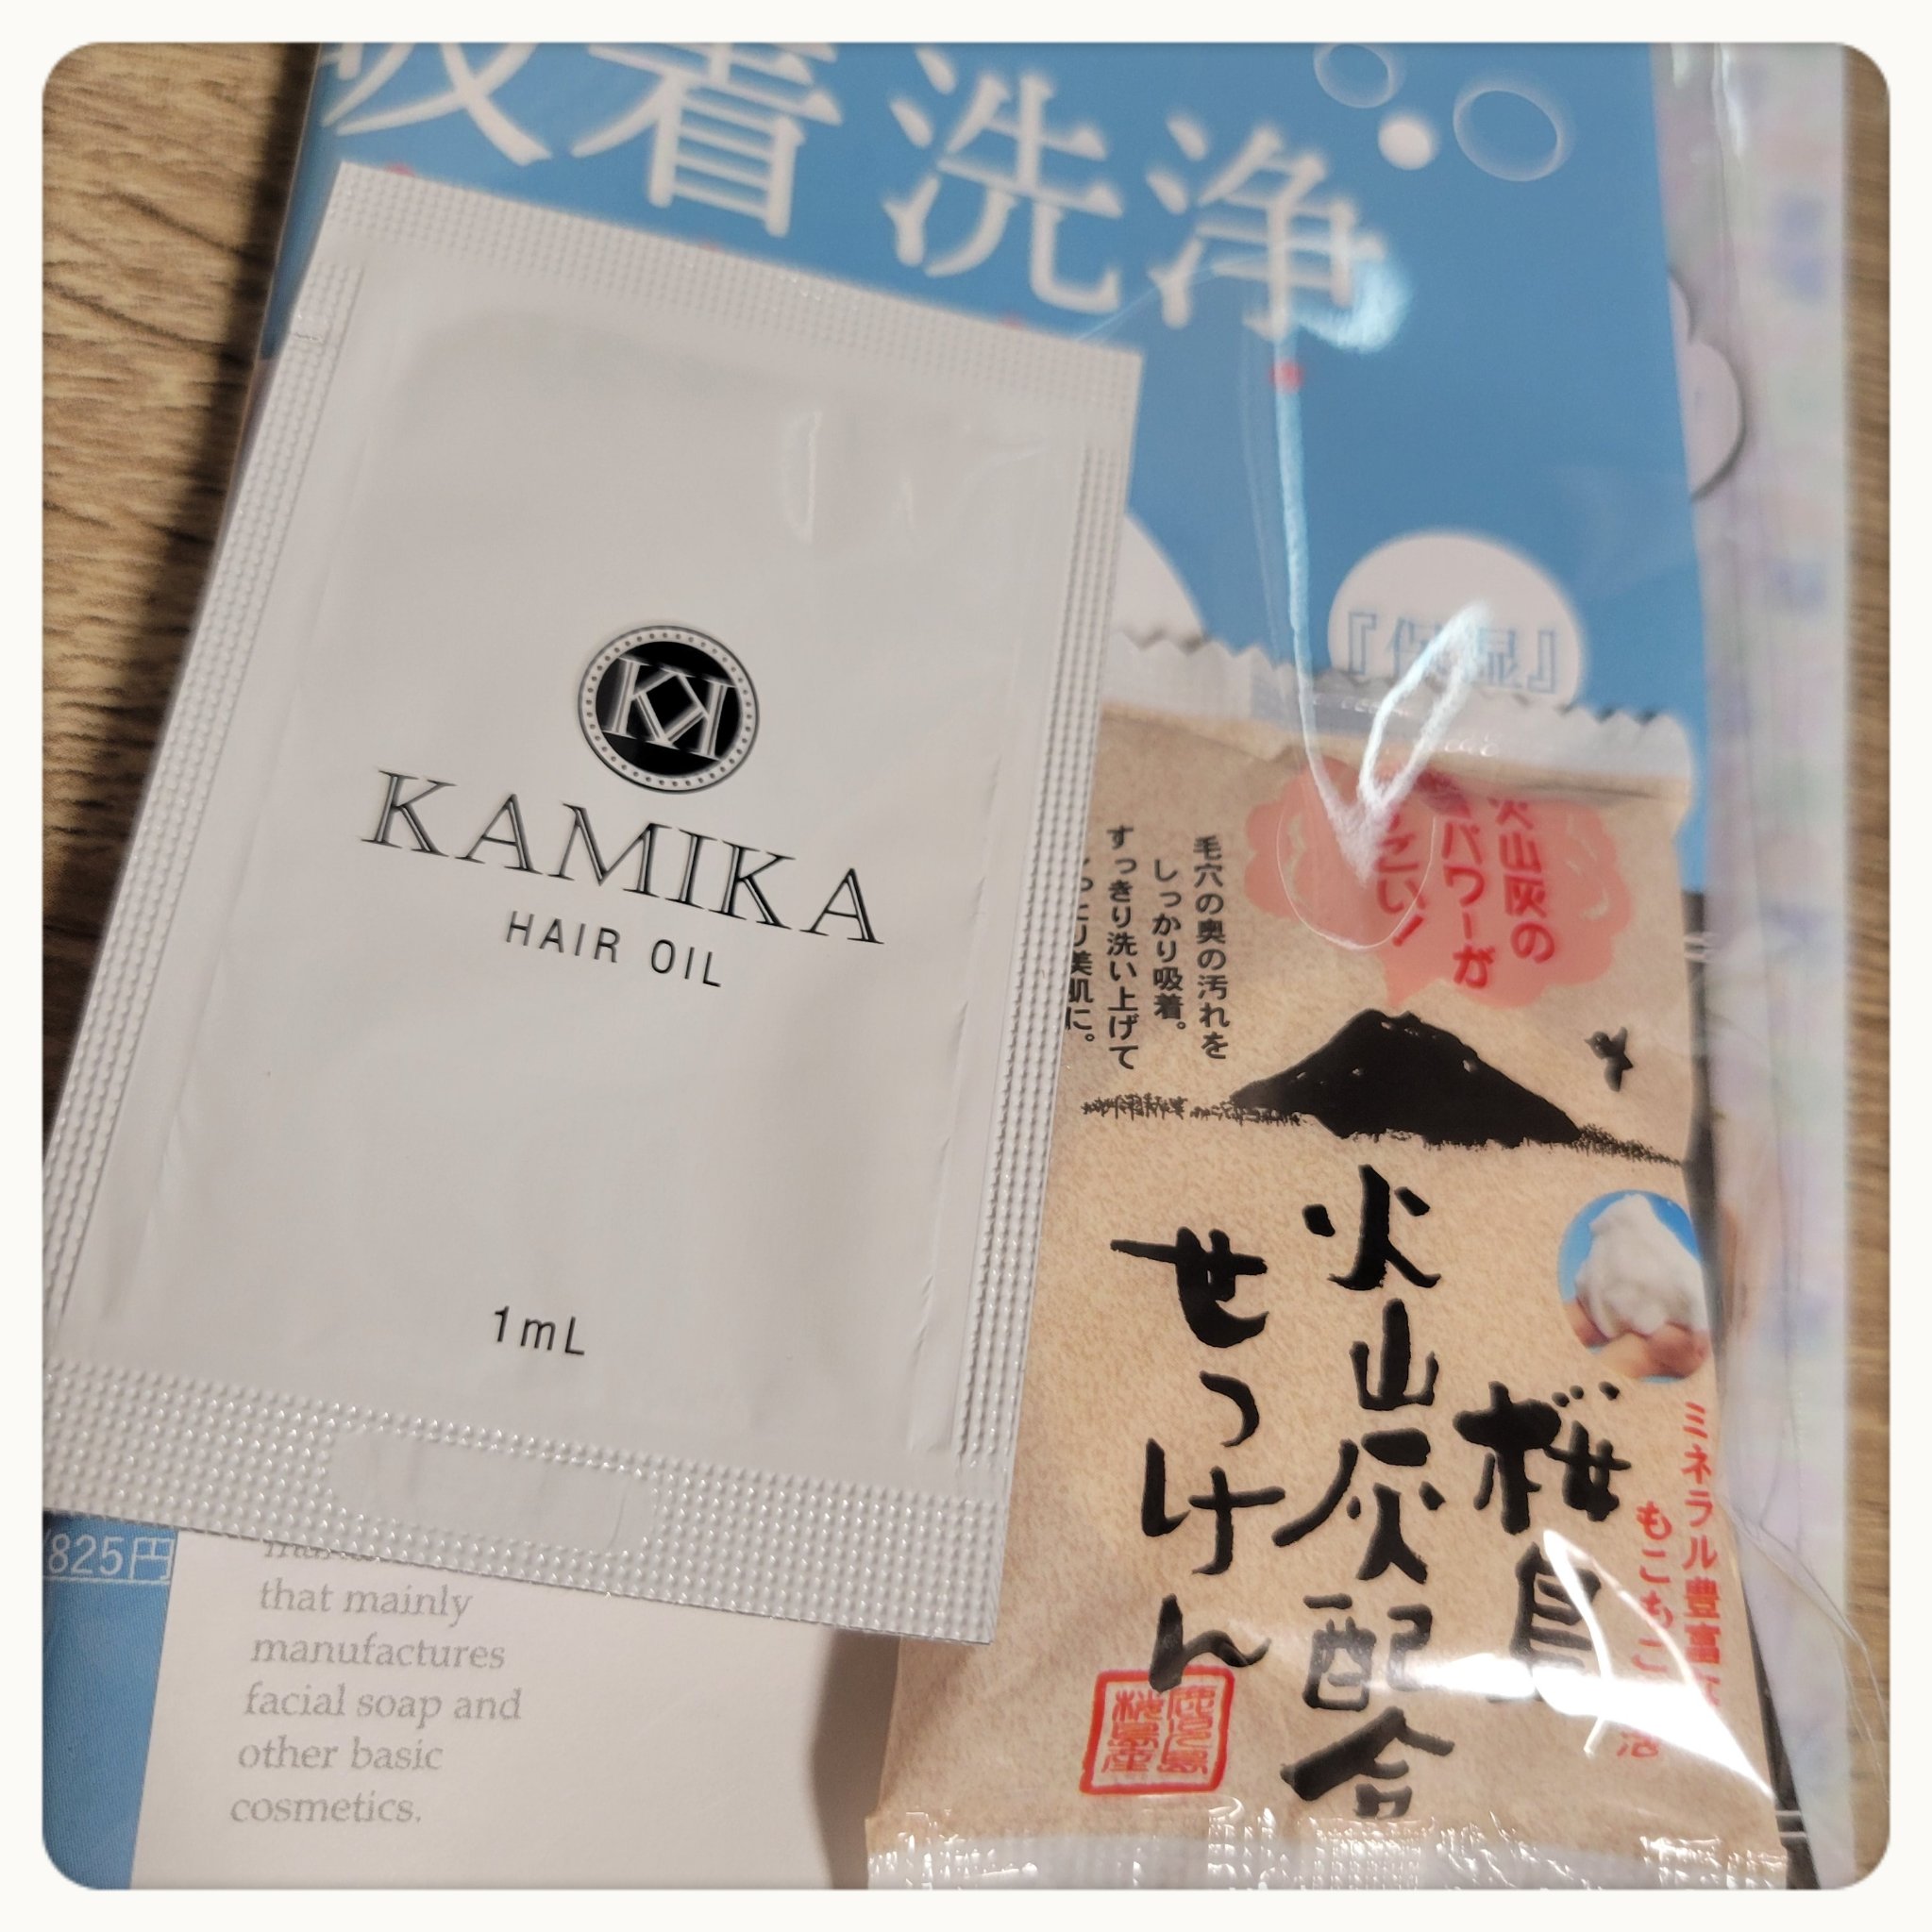 吸着洗浄
KK
KAMIKA
HAIR OIL
1mL
『保湿』
火山灰の
パワーが
毛穴の奥の汚れを
しっかり吸着。
すっきり洗い上げて
美肌に。
桜島
火山灰配合
せっけん
ミネラル豊富
もこもこ
825円
that mainly
manufactures
facial soap and
other basic
cosmetics.